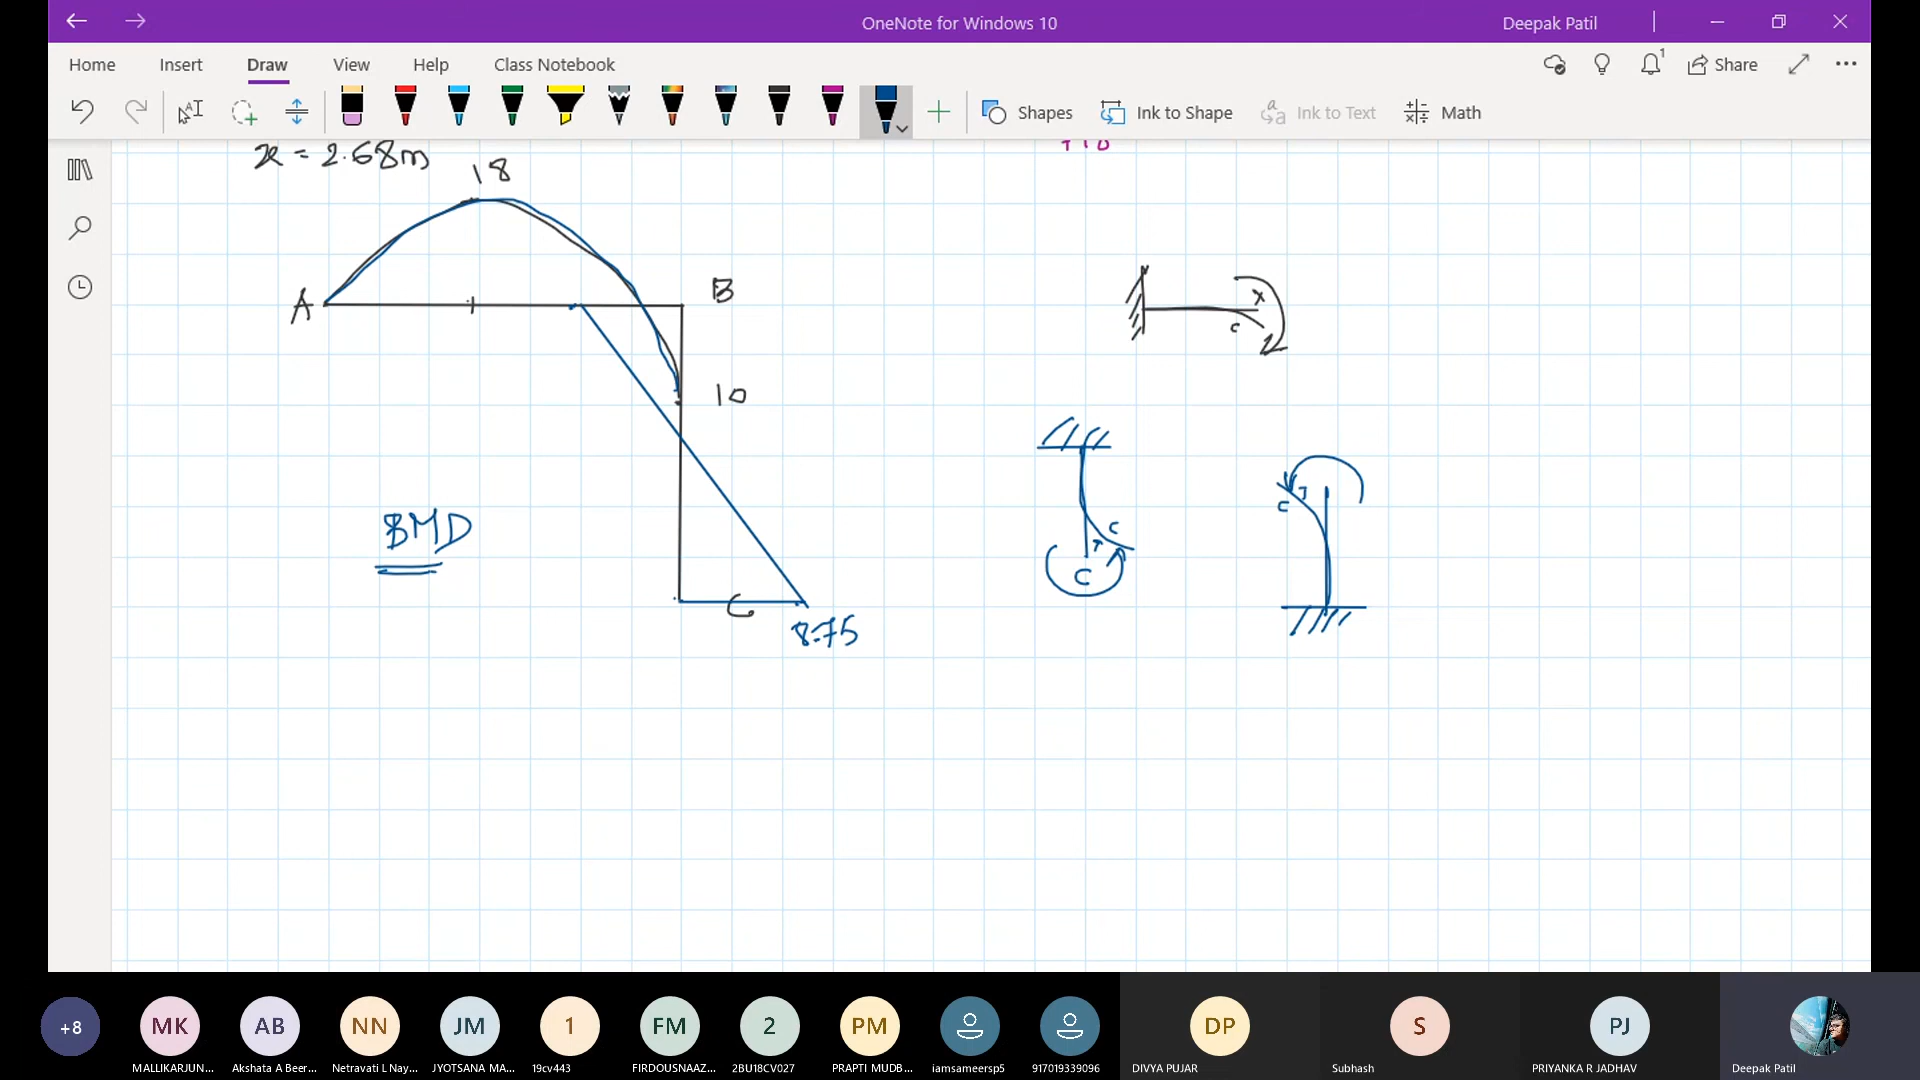 OneNote for Windows 10
Deepak Patil
Home Insert Draw View Help Class Notebook
1 Share
Shapes Ink to Shape Ink to Text Math
x = 2.68m
18
A
B
10
BMD
C
8.75
x
c
c
T
C
T
c
+8
MK AB NN JM 1 FM 2 PM DP S PJ
MALLIKARJUN... Akshata A Beer... Netravati L Nay... JYOTSANA MA... 19cv443 FIRDOUSNAAZ... 2BU18CV027 PRAPTI MUDB... iamsameersp5 917019339096 DIVYA PUJAR Subhash PRIYANKA R JADHAV Deepak Patil